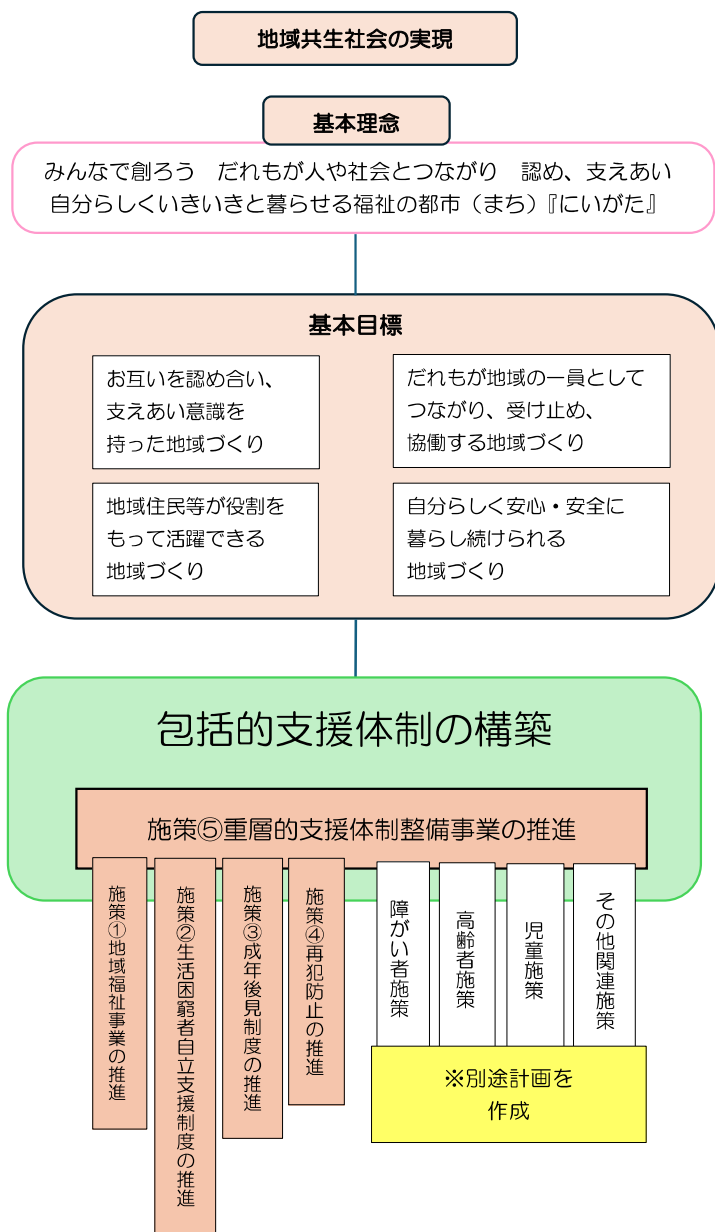 地域共生社会の実現
基本理念
みんなで創ろう　だれもが人や社会とつながり　認め、支えあい
自分らしくいきいきと暮らせる福祉の都市（まち）『にいがた』
基本目標
お互いを認め合い、
支えあい意識を
持った地域づくり
だれもが地域の一員として
つながり、受け止め、
協働する地域づくり
地域住民等が役割を
もって活躍できる
地域づくり
自分らしく安心・安全に
暮らし続けられる
地域づくり
包括的支援体制の構築
施策⑤重層的支援体制整備事業の推進
施策①地域福祉事業の推進
施策②生活困窮者自立支援制度の推進
施策③成年後見制度の推進
施策④再犯防止の推進
障がい者施策
高齢者施策
児童施策
その他関連施策
※別途計画を
作成